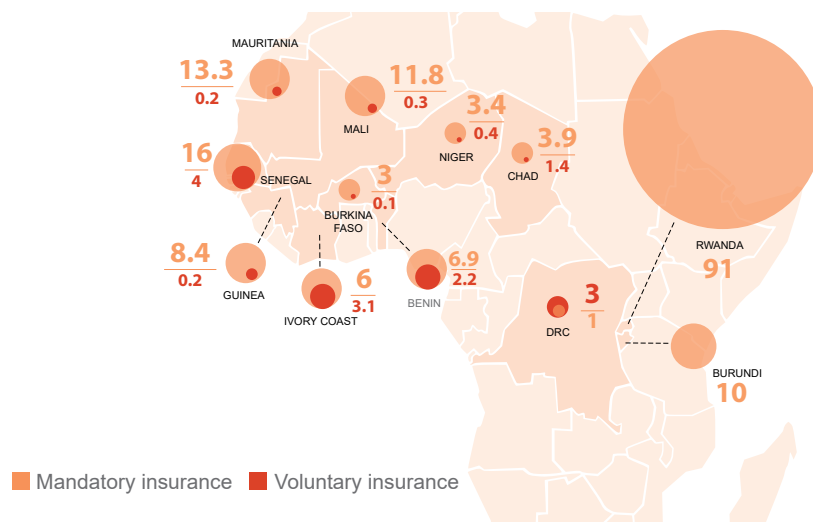 MAURITANIA
13.3
0.2
11.8
0.3
MALI
3.4
0.4
NIGER
3.9
1.4
CHAD
16
4
SENEGAL
3
0.1
BURKINA
FASO
8.4
0.2
GUINEA
6
3.1
IVORY COAST
6.9
2.2
BENIN
3
1
DRC
RWANDA
91
BURUNDI
10
Mandatory insurance
Voluntary insurance